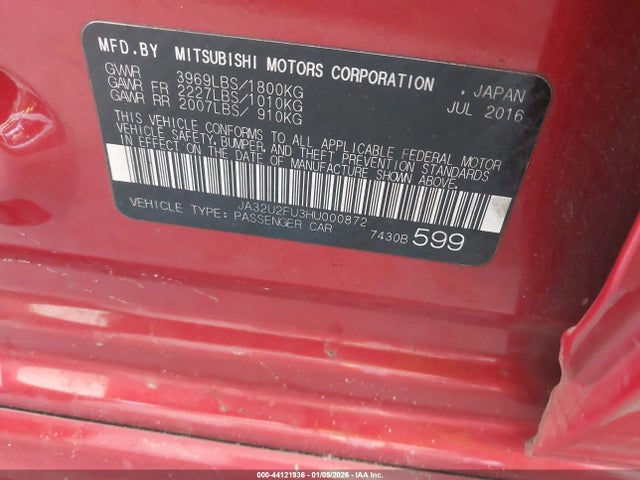 MFD.BY MITSUBISHI MOTORS CORPORATION , JAPAN
GVWR 3969LBS/1800KG JUL 2016
GAWR FR 2227LBS/1010KG
GAWR RR 2007LBS/ 910KG
THIS VEHICLE CONFORMS TO ALL APPLICABLE FEDERAL MOTOR
VEHICLE SAFETY, BUMPER, AND THEFT PREVENTION STANDARDS
IN EFFECT ON THE DATE OF MANUFACTURE SHOWN ABOVE.
JA32U2FU3HU000872
VEHICLE TYPE: PASSENGER CAR 7430B 599
000-44121936 - 01/09/2026 - IAAI.COM